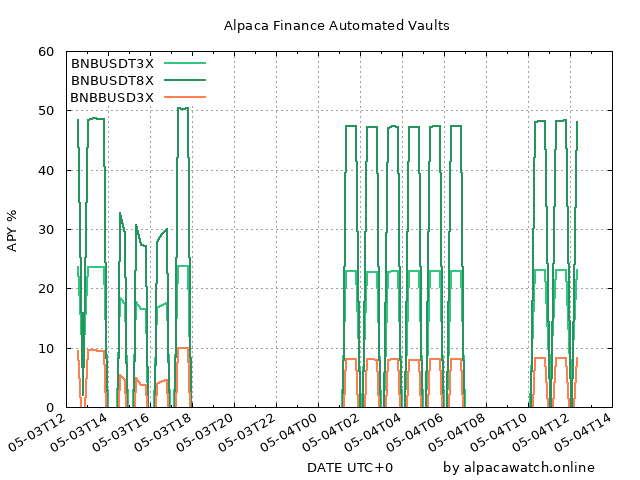 Alpaca Finance Automated Vaults
60
50
40
30
20
10
0
APY %
BNBUSDT3X
BNBUSDT8X
BNBBUSD3X
05-03T12
05-03T14
05-03T16
05-03T18
05-03T20
05-03T22
05-04T00
05-04T02
05-04T04
05-04T06
05-04T08
05-04T10
05-04T12
05-04T14
DATE UTC+0 by alpacawatch.online